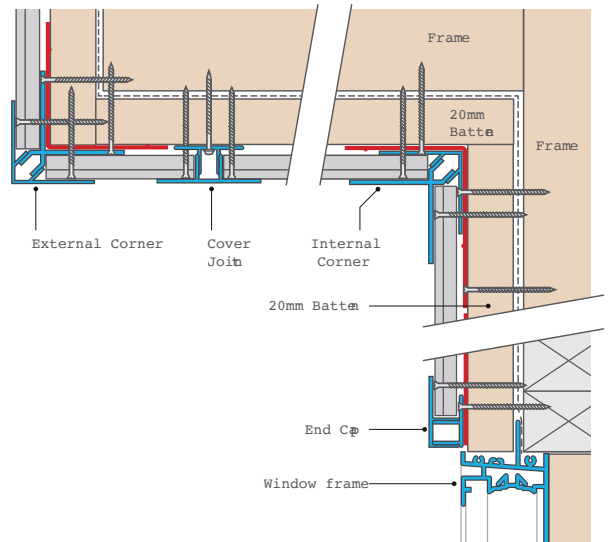 Frame
20mm
Batten
Frame
External Corner
Cover
Join
Internal
Corner
20mm Batten
End Cap
Window frame